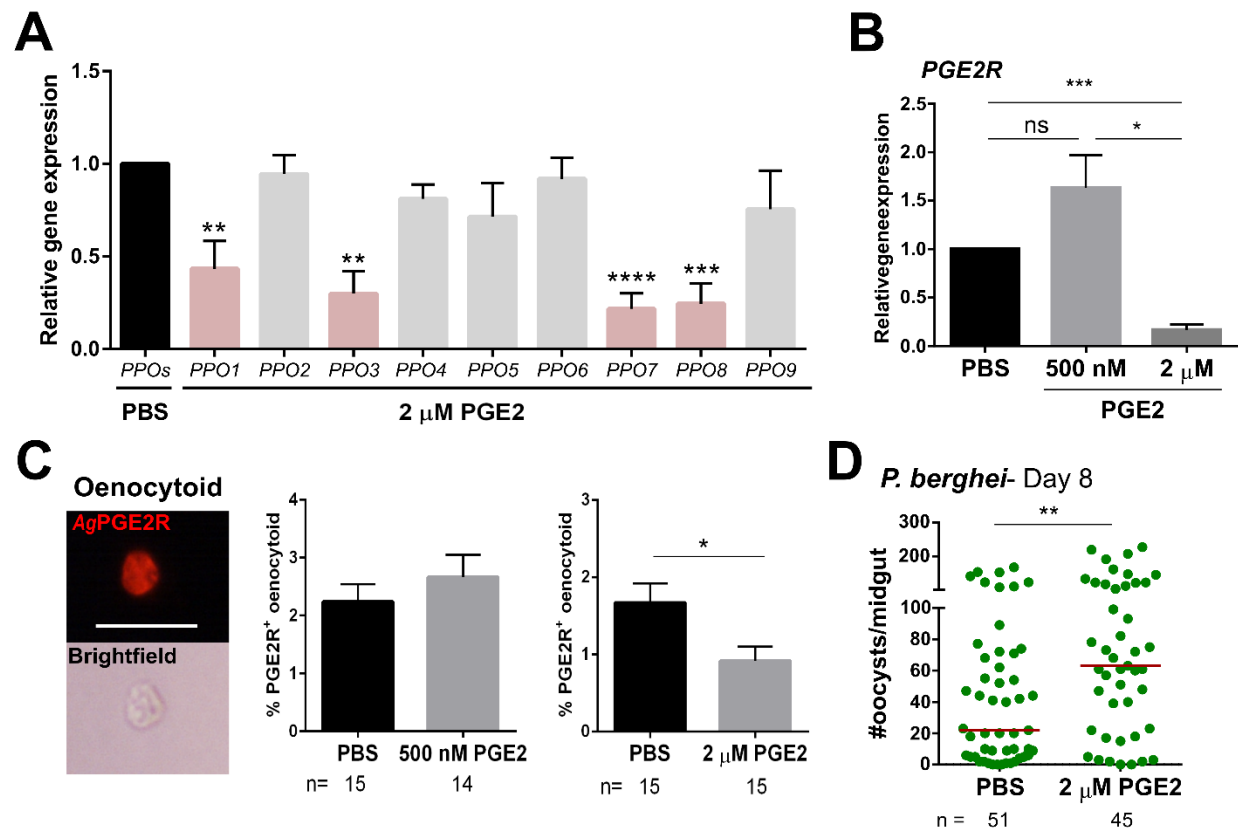 A
Relative gene expression
1.5
1.0
0.5
0.0
**
**
****
***
PPOs PPO1 PPO2 PPO3 PPO4 PPO5 PPO6 PPO7 PPO8 PPO9
PBS 2 μM PGE2
B
PGE2R
Relativegeneexpression
2.5
2.0
1.5
1.0
0.5
0.0
***
ns *
PBS 500 nM 2 μM
PGE2
C
Oenocytoid
AgPGE2R
Brightfield
% PGE2R+ oenocytoid
4
3
2
1
0
PBS 500 nM PGE2
n= 15 14
% PGE2R+ oenocytoid
3
2
1
0
*
PBS 2 μM PGE2
n= 15 15
D
P. berghei- Day 8
#oocysts/midgut
300
200
100
80
60
40
20
0
**
PBS 2 μM PGE2
n = 51 45